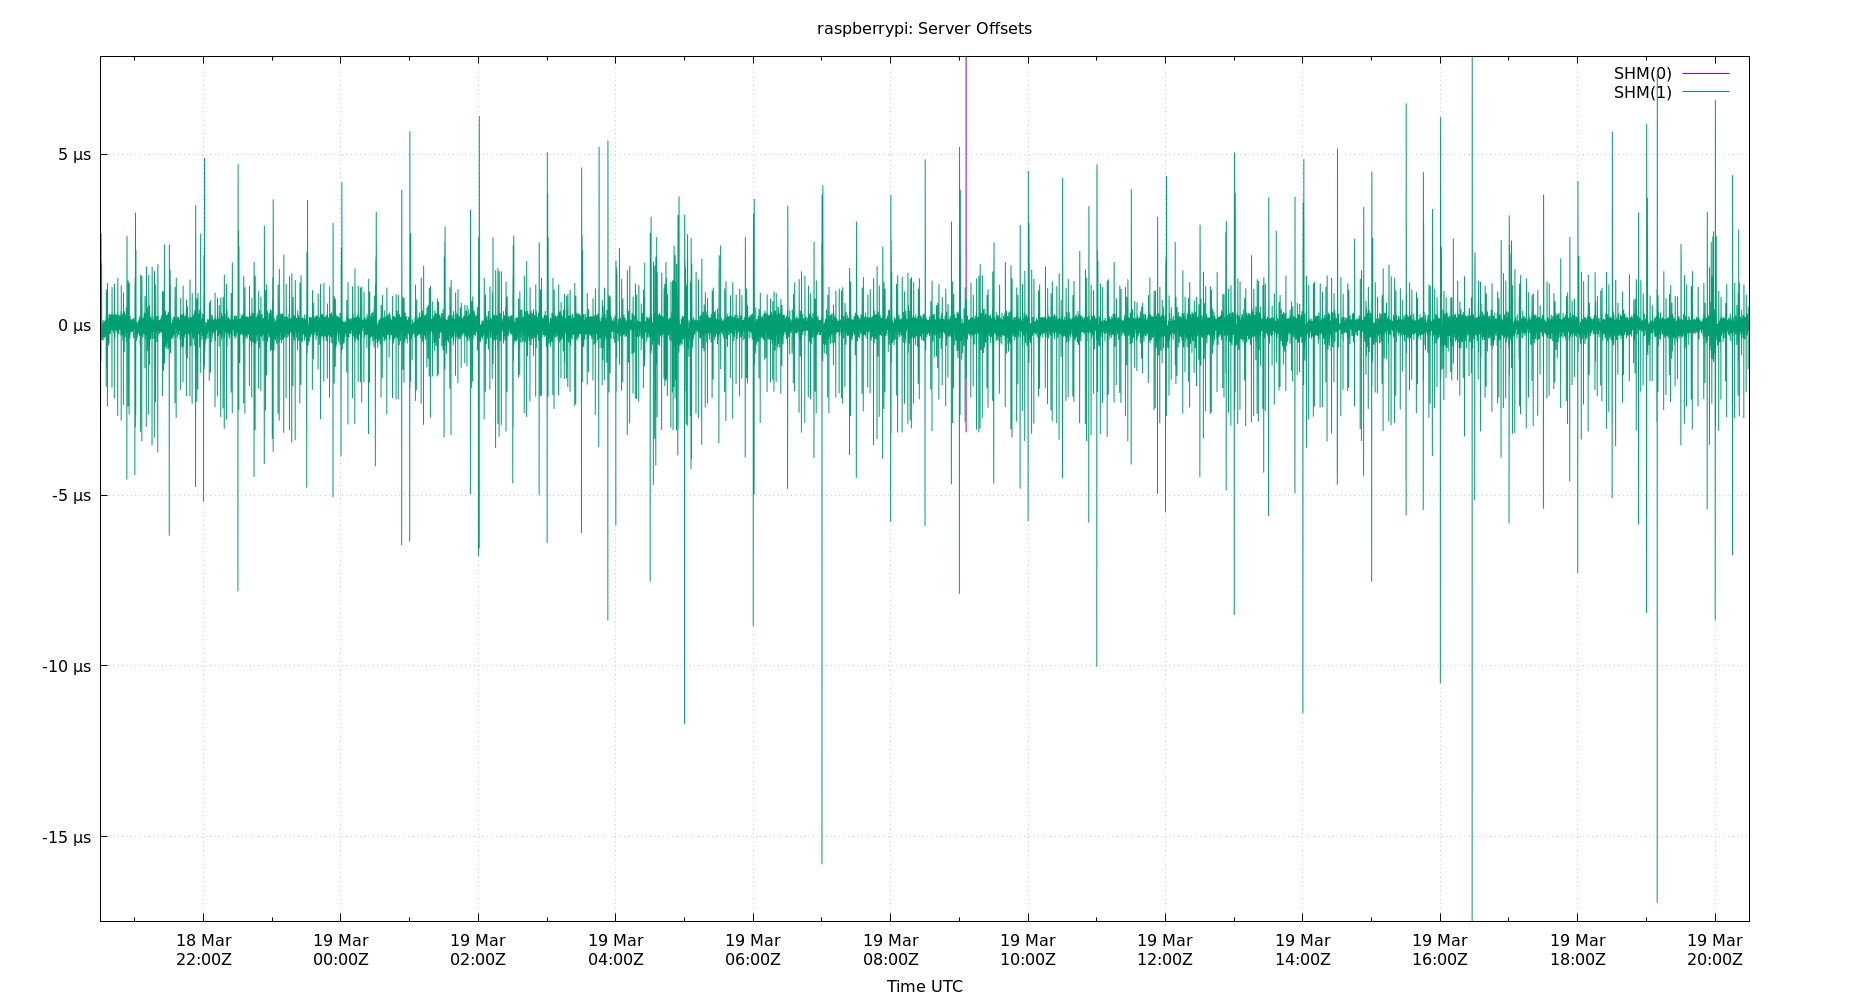 raspberrypi: Server Offsets
SHM(0)
SHM(1)
5 µs
0 µs
-5 µs
-10 µs
-15 µs
18 Mar 19 Mar 19 Mar 19 Mar 19 Mar 19 Mar 19 Mar 19 Mar 19 Mar 19 Mar 19 Mar 19 Mar
22:00Z 00:00Z 02:00Z 04:00Z 06:00Z 08:00Z 10:00Z 12:00Z 14:00Z 16:00Z 18:00Z 20:00Z
Time UTC